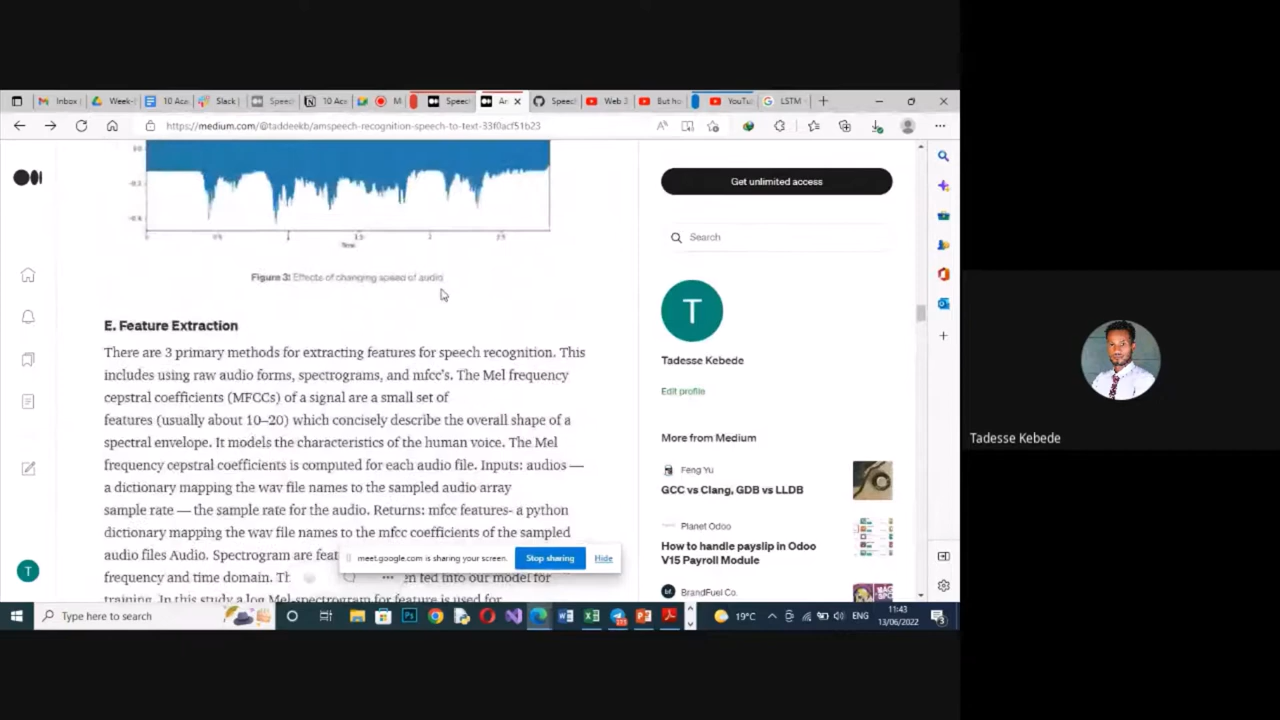 Inbox
Week-
10 Aca
Slack
Speec
10 Ace
M
Speec
An
Speec
Web 3
But ho
YouTu
LSTM
https://medium.com/@taddeekb/amspeech-recognition-speech-to-text-33f0acf51b23
Time
Figure 3: Effects of changing speed of audio
E. Feature Extraction
There are 3 primary methods for extracting features for speech recognition. This
includes using raw audio forms, spectrograms, and mfcc's. The Mel frequency
cepstral coefficients (MFCCs) of a signal are a small set of
features (usually about 10–20) which concisely describe the overall shape of a
spectral envelope. It models the characteristics of the human voice. The Mel
frequency cepstral coefficients is computed for each audio file. Inputs: audios —
a dictionary mapping the wav file names to the sampled audio array
sample rate — the sample rate for the audio. Returns: mfcc features- a python
dictionary mapping the wav file names to the mfcc coefficients of the sampled
audio files Audio. Spectrogram are feat
frequency and time domain. Th
en fed into our model for
training. In this study a log Mel-spectrogram for feature is used for
meet.google.com is sharing your screen.
Stop sharing
Hide
Get unlimited access
Search
T
Tadesse Kebede
Edit profile
More from Medium
Feng Yu
GCC vs Clang, GDB vs LLDB
Planet Odoo
How to handle payslip in Odoo
V15 Payroll Module
BrandFuel Co.
T
Type here to search
19°C
ENG
11:43
13/06/2022
Tadesse Kebede